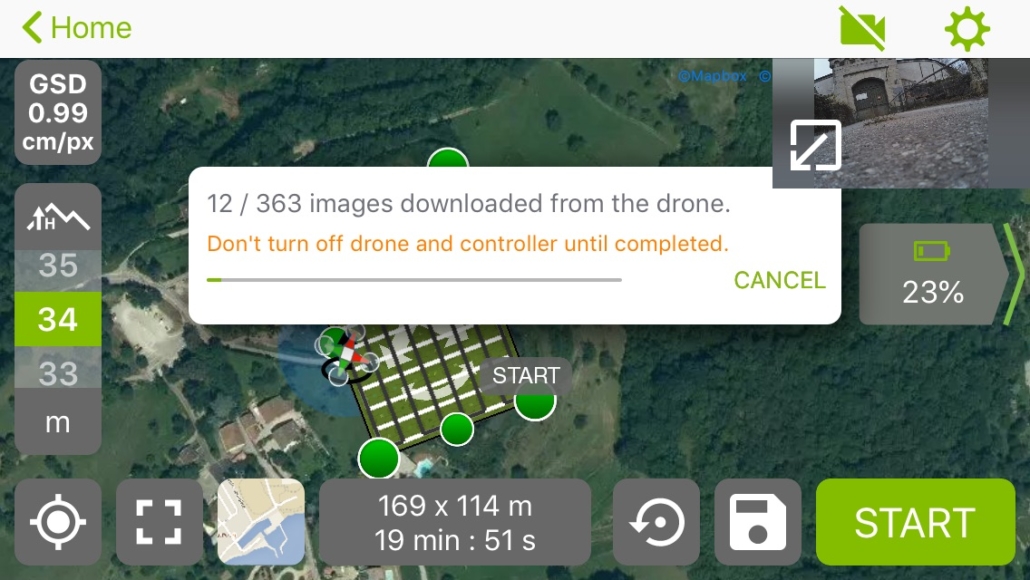 Home
GSD
0.99
cm/px
©Mapbox ©
12 / 363 images downloaded from the drone.
Don't turn off drone and controller until completed.
CANCEL
H
35
34
33
m
23%
START
169 x 114 m
19 min : 51 s
START